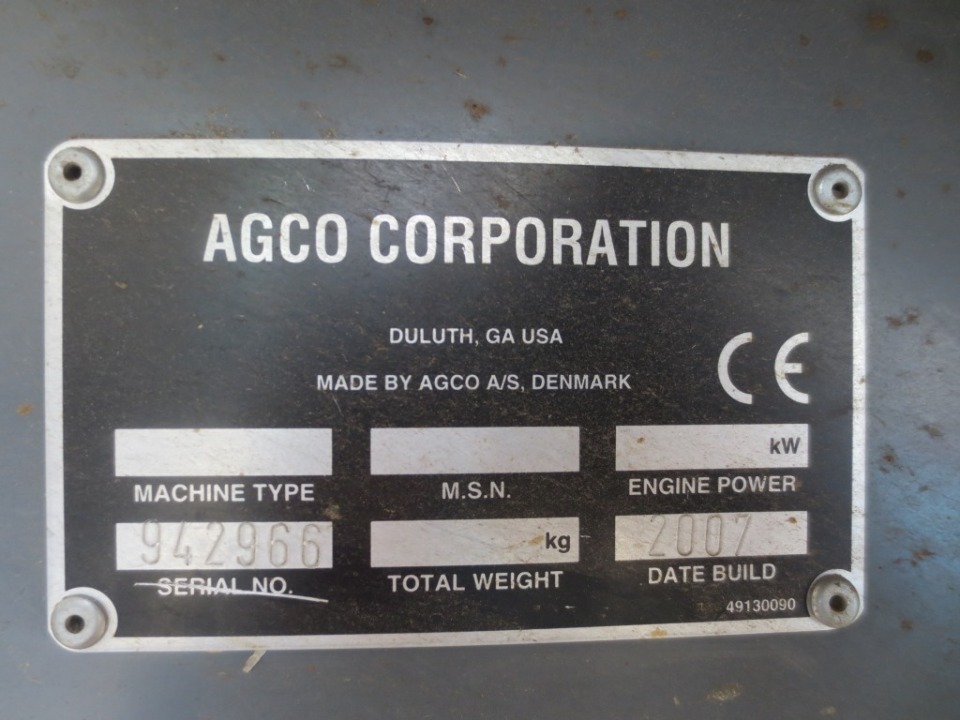 AGCO CORPORATION
DULUTH, GA USA
MADE BY AGCO A/S, DENMARK
CE
kW
MACHINE TYPE M.S.N. ENGINE POWER
942966 kg 2007
SERIAL NO. TOTAL WEIGHT DATE BUILD
49130090